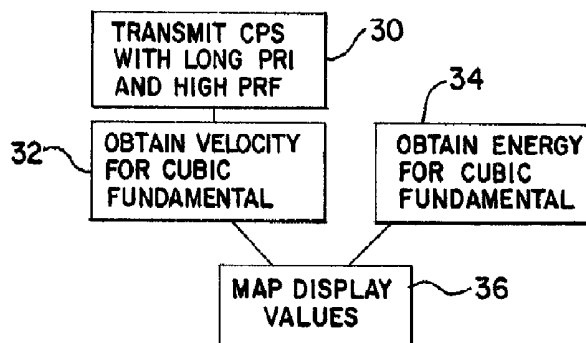 TRANSMIT CPS
WITH LONG PRI
AND HIGH PRF
30
32
OBTAIN VELOCITY
FOR CUBIC
FUNDAMENTAL
34
OBTAIN ENERGY
FOR CUBIC
FUNDAMENTAL
MAP DISPLAY
VALUES
36